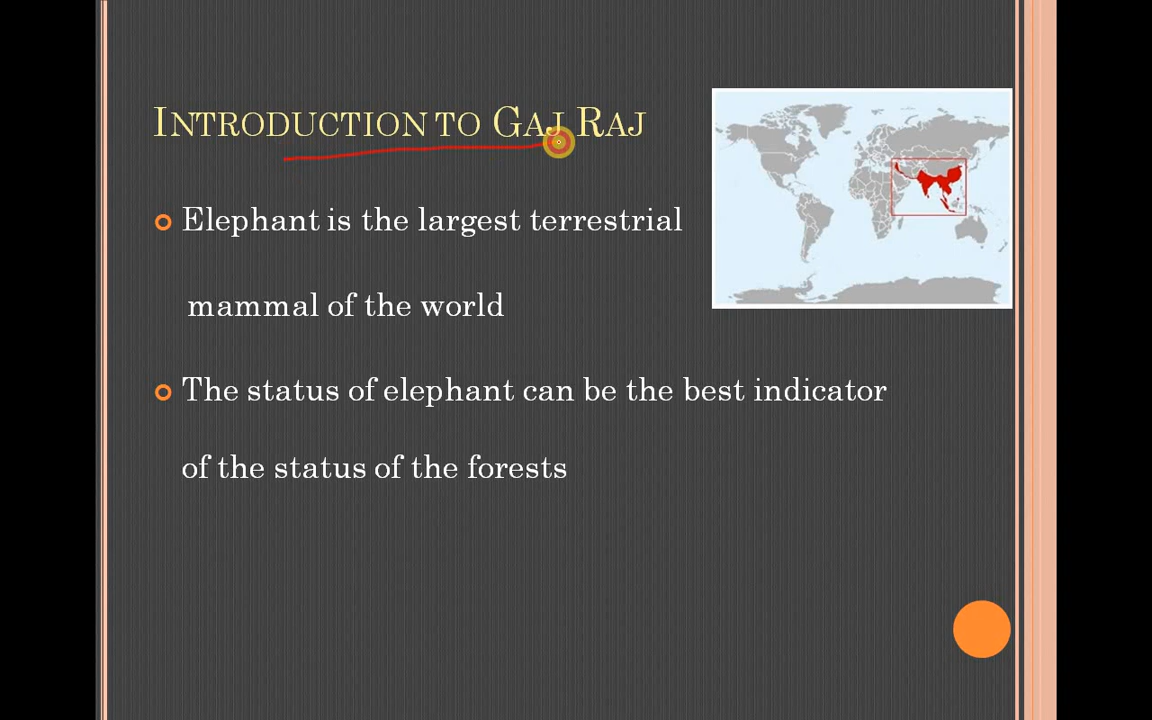 INTRODUCTION TO GAJ RAJ
Elephant is the largest terrestrial
mammal of the world
The status of elephant can be the best indicator
of the status of the forests